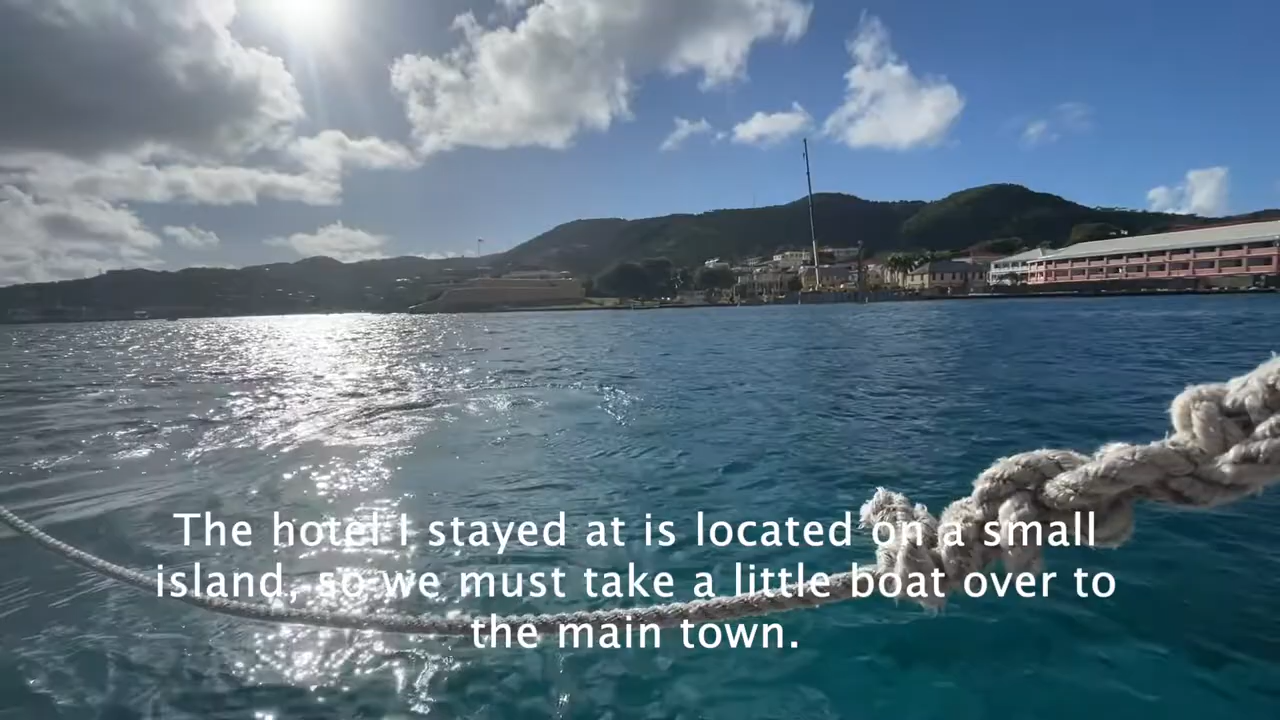 The hotel I stayed at is located on a small
island, so we must take a little boat over to
the main town.